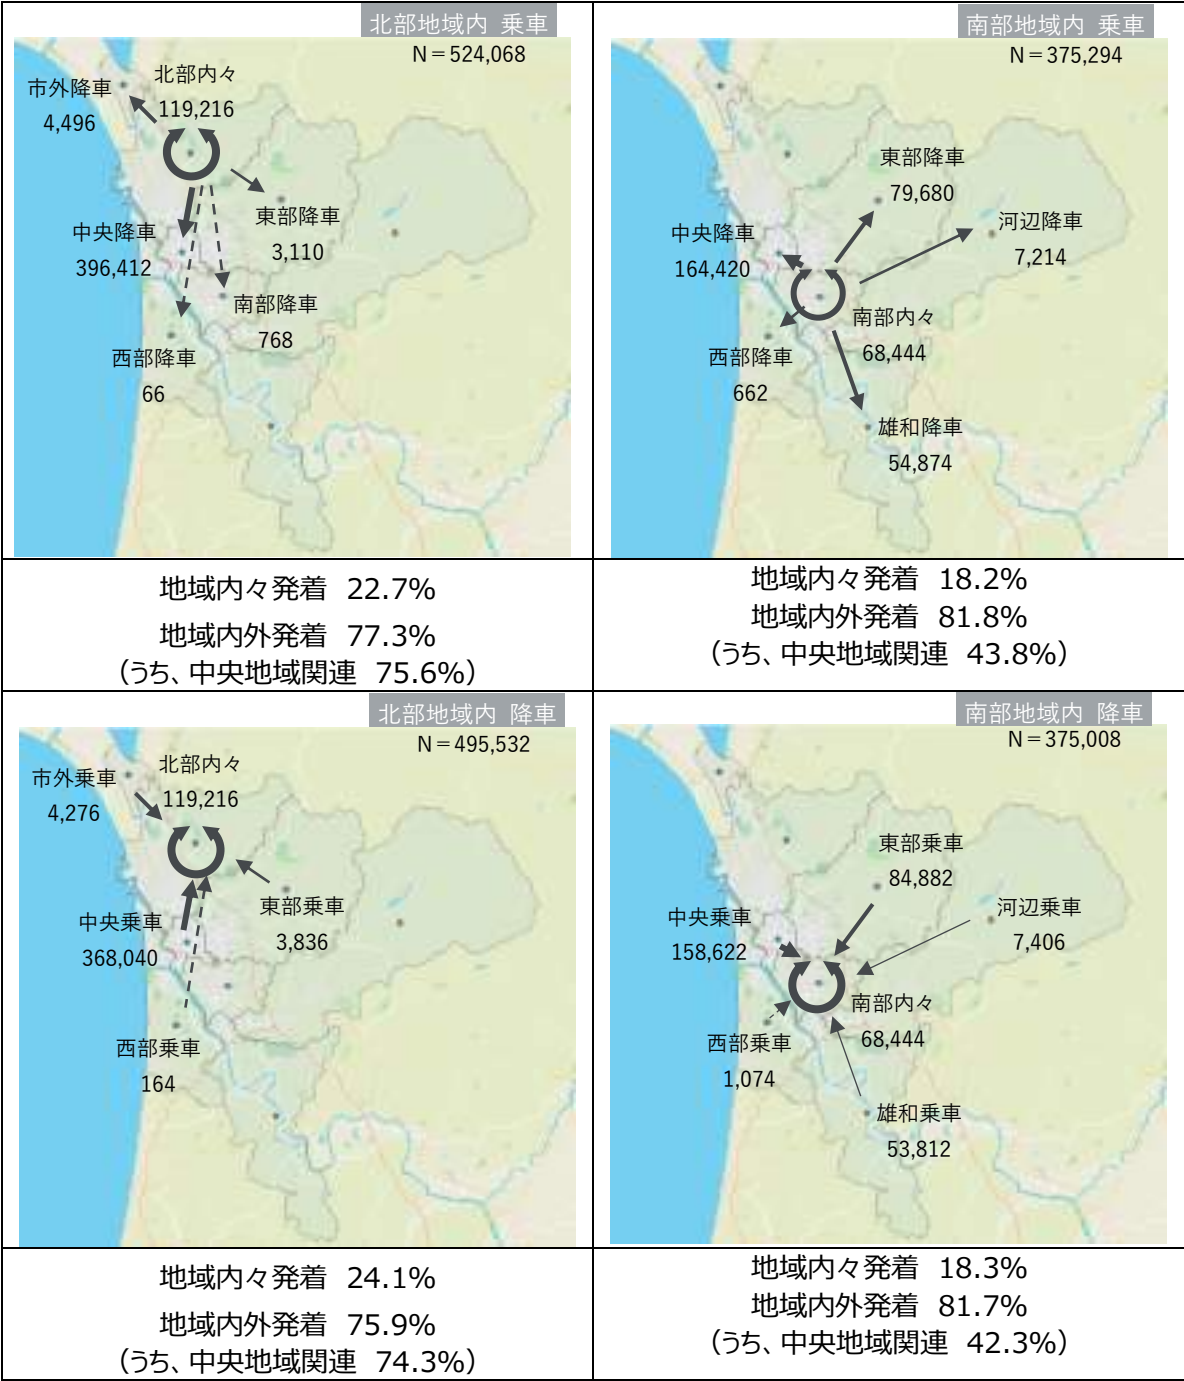 北部地域内 乗車
N＝524,068
北部内々
119,216
市外降車
4,496
東部降車
3,110
中央降車
396,412
南部降車
768
西部降車
66
地域内々発着 22.7%
地域内外発着 77.3%
（うち、中央地域関連 75.6%）
南部地域内 乗車
N＝375,294
東部降車
79,680
河辺降車
7,214
中央降車
164,420
南部内々
68,444
西部降車
662
雄和降車
54,874
地域内々発着 18.2%
地域内外発着 81.8%
（うち、中央地域関連 43.8%）
北部地域内 降車
N＝495,532
北部内々
119,216
市外乗車
4,276
東部乗車
3,836
中央乗車
368,040
西部乗車
164
地域内々発着 24.1%
地域内外発着 75.9%
（うち、中央地域関連 74.3%）
南部地域内 降車
N＝375,008
東部乗車
84,882
河辺乗車
7,406
中央乗車
158,622
南部内々
68,444
西部乗車
1,074
雄和乗車
53,812
地域内々発着 18.3%
地域内外発着 81.7%
（うち、中央地域関連 42.3%）